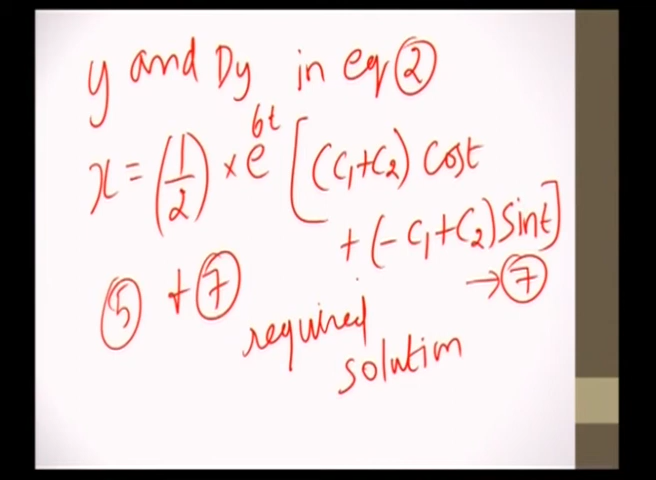 y and Dy in eq ②
x = (1/2) × e^{6t} [(C₁+C₂) Cost
+ (-C₁+C₂) Sint]
→ ⑦
⑤ + ⑦
required
solution